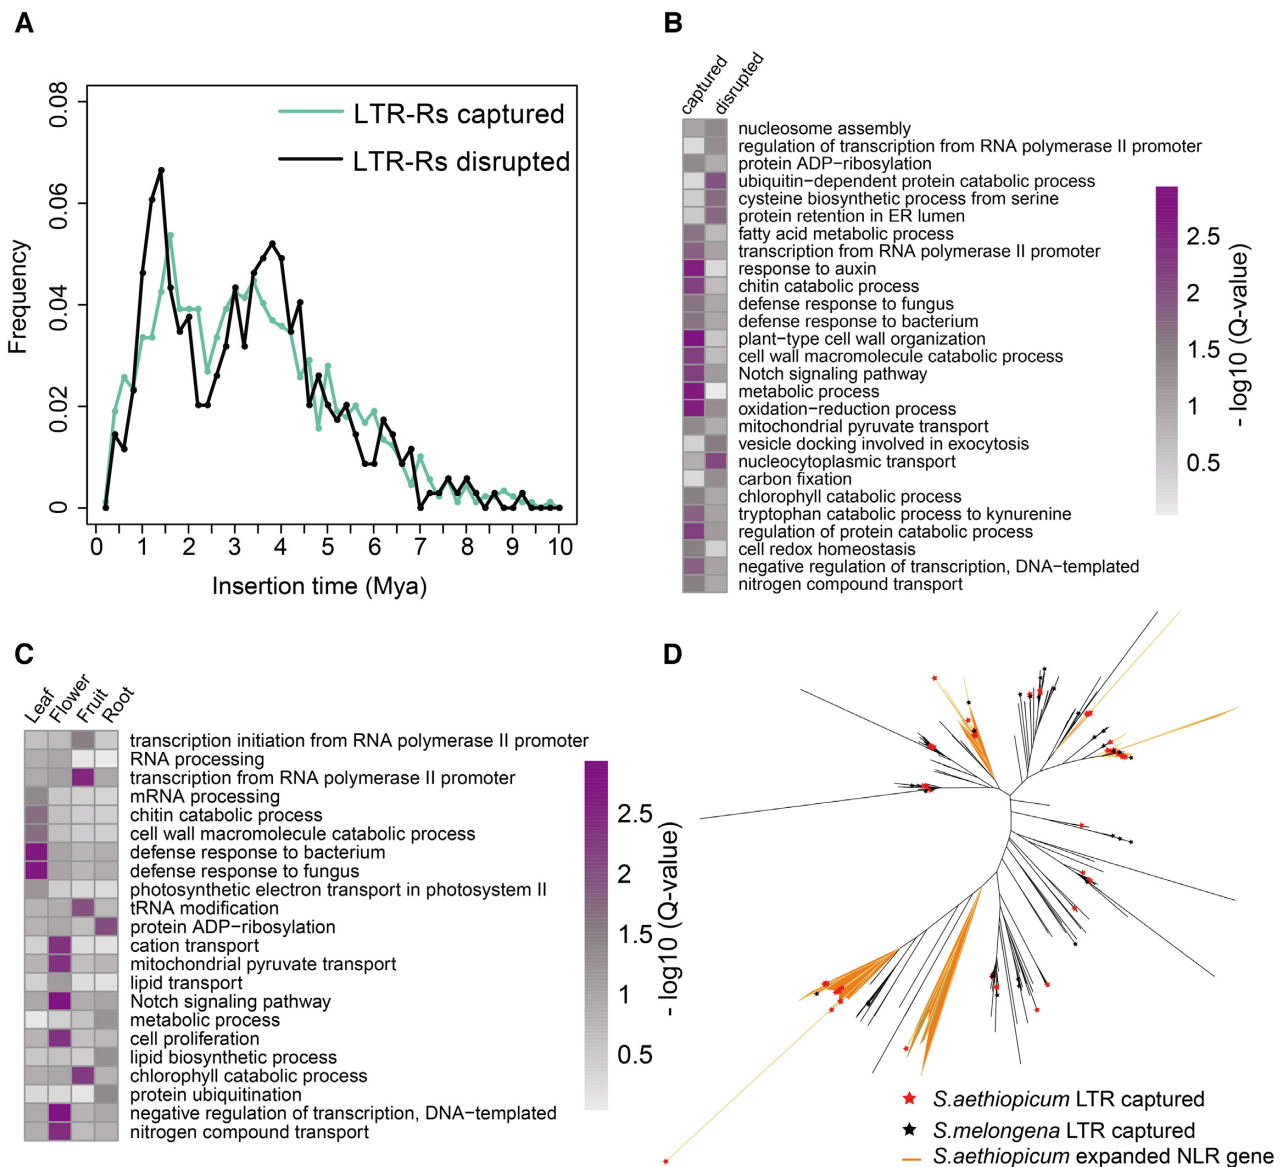 A
0.08
0.06
0.04
0.02
0
Frequency
LTR-Rs captured
LTR-Rs disrupted
0 1 2 3 4 5 6 7 8 9 10
Insertion time (Mya)
B
captured
disrupted
nucleosome assembly
regulation of transcription from RNA polymerase II promoter
protein ADP−ribosylation
ubiquitin−dependent protein catabolic process
cysteine biosynthetic process from serine
protein retention in ER lumen
fatty acid metabolic process
transcription from RNA polymerase II promoter
response to auxin
chitin catabolic process
defense response to fungus
defense response to bacterium
plant−type cell wall organization
cell wall macromolecule catabolic process
Notch signaling pathway
metabolic process
oxidation−reduction process
mitochondrial pyruvate transport
vesicle docking involved in exocytosis
nucleocytoplasmic transport
carbon fixation
chlorophyll catabolic process
tryptophan catabolic process to kynurenine
regulation of protein catabolic process
cell redox homeostasis
negative regulation of transcription, DNA−templated
nitrogen compound transport
2.5
2
1.5
1
0.5
- log10 (Q-value)
C
Leaf
Flower
Fruit
Root
transcription initiation from RNA polymerase II promoter
RNA processing
transcription from RNA polymerase II promoter
mRNA processing
chitin catabolic process
cell wall macromolecule catabolic process
defense response to bacterium
defense response to fungus
photosynthetic electron transport in photosystem II
tRNA modification
protein ADP−ribosylation
cation transport
mitochondrial pyruvate transport
lipid transport
Notch signaling pathway
metabolic process
cell proliferation
lipid biosynthetic process
chlorophyll catabolic process
protein ubiquitination
negative regulation of transcription, DNA−templated
nitrogen compound transport
2.5
2
1.5
1
0.5
- log10 (Q-value)
D
S.aethiopicum LTR captured
S.melongena LTR captured
S.aethiopicum expanded NLR gene